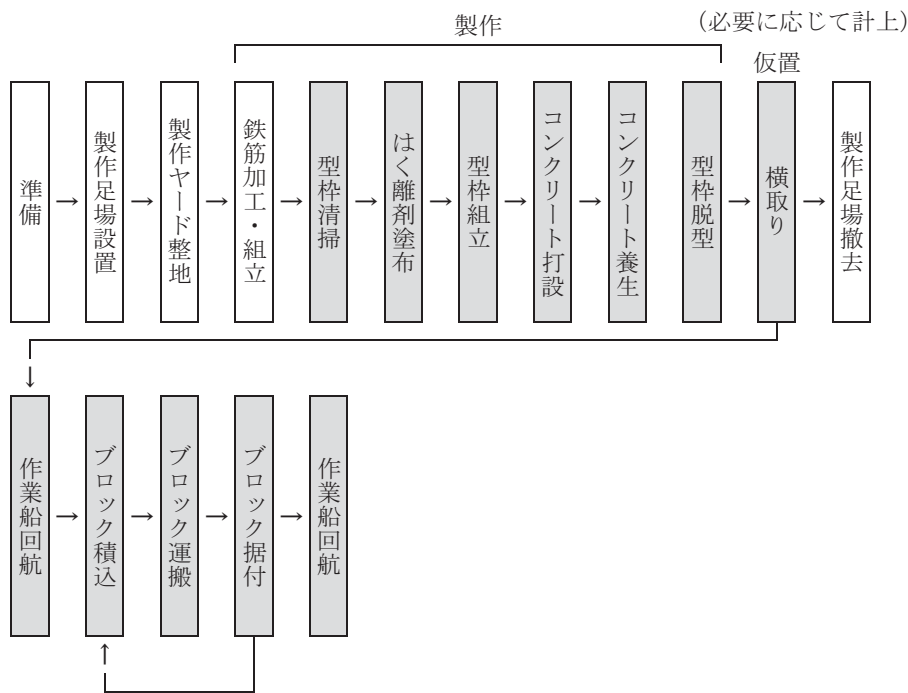 製作
（必要に応じて計上）
仮置
準備
製作足場設置
製作ヤード整地
鉄筋加工・組立
型枠清掃
はく離剤塗布
型枠組立
コンクリート打設
コンクリート養生
型枠脱型
横取り
製作足場撤去
作業船回航
ブロック積込
ブロック運搬
ブロック据付
作業船回航